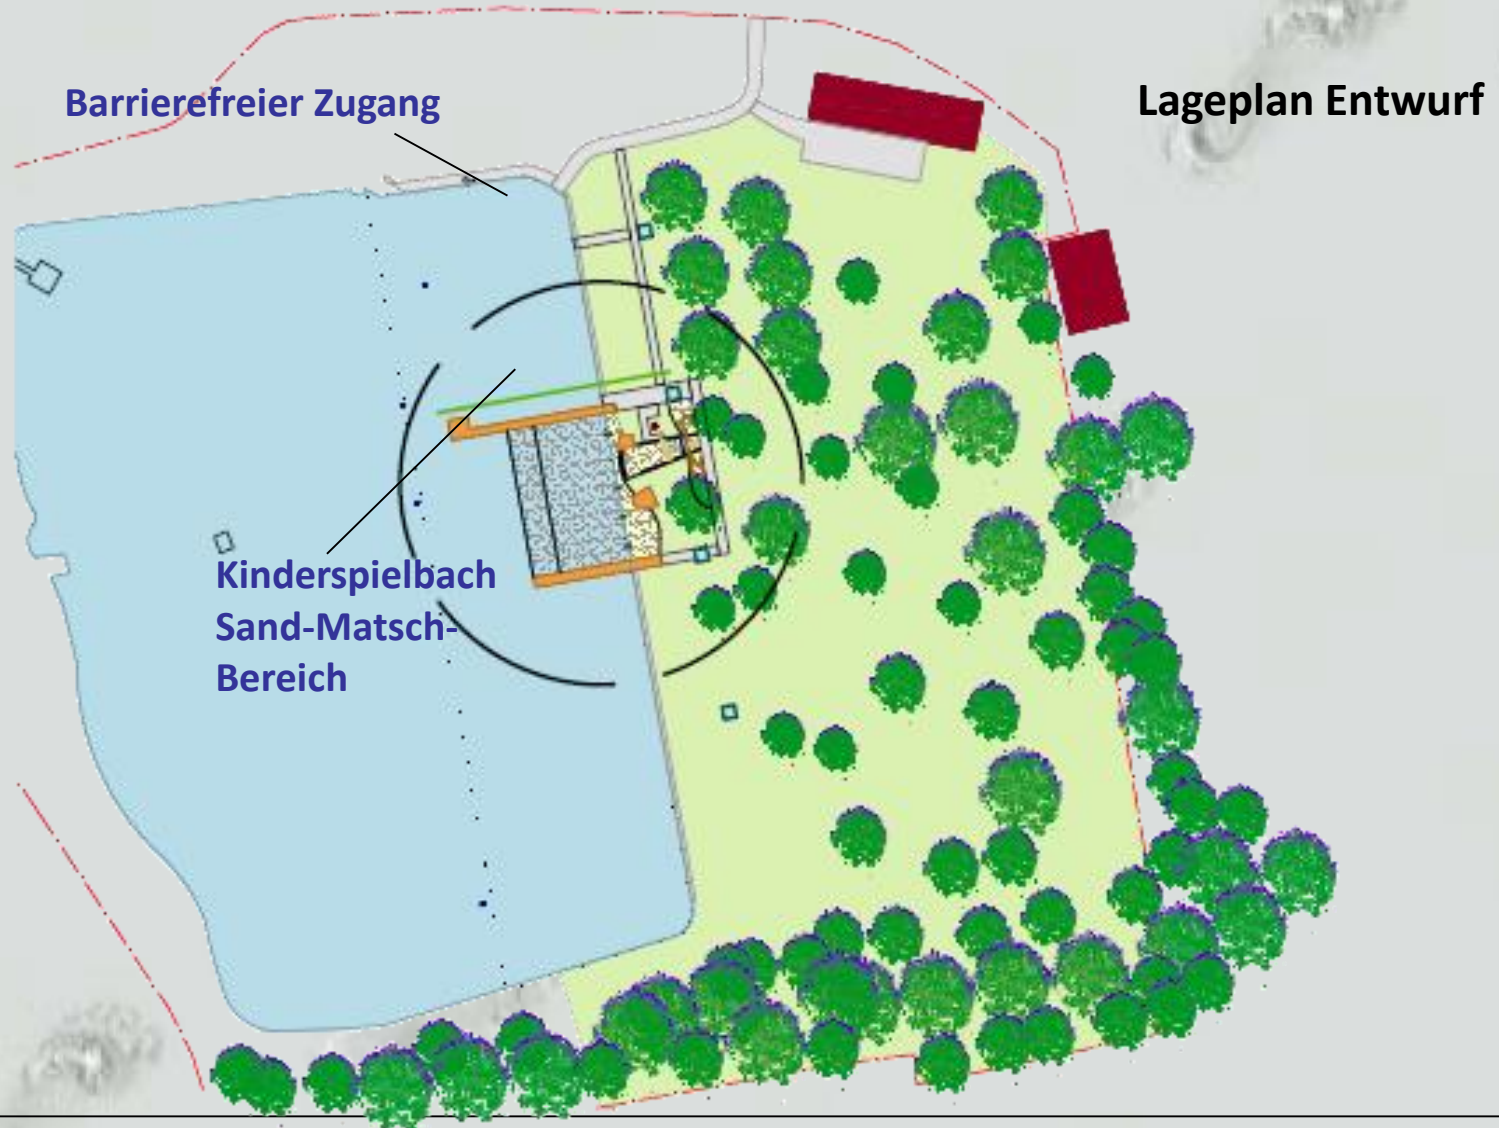 Barrierefreier Zugang
Lageplan Entwurf
Kinderspielbach
Sand-Matsch-
Bereich